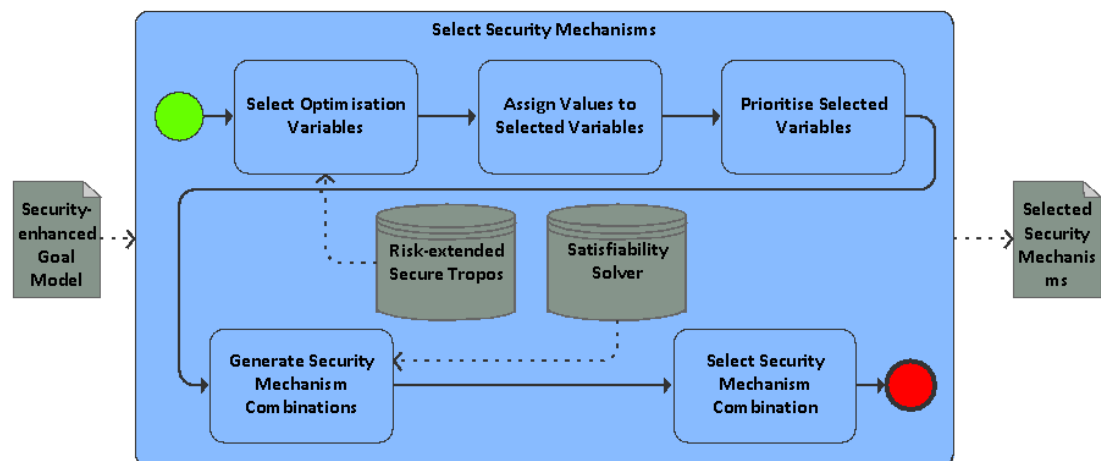 Select Security Mechanisms
Select Optimisation
Variables
Assign Values to
Selected Variables
Prioritise Selected
Variables
Security-
enhanced
Goal
Model
Risk-extended
Secure Tropos
Satisfiability
Solver
Selected
Security
Mechanis
ms
Generate Security
Mechanism
Combinations
Select Security
Mechanism
Combination